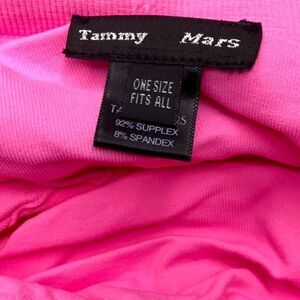 Tammy Mars
ONE SIZE
FITS ALL
92% SUPPLEX
8% SPANDEX